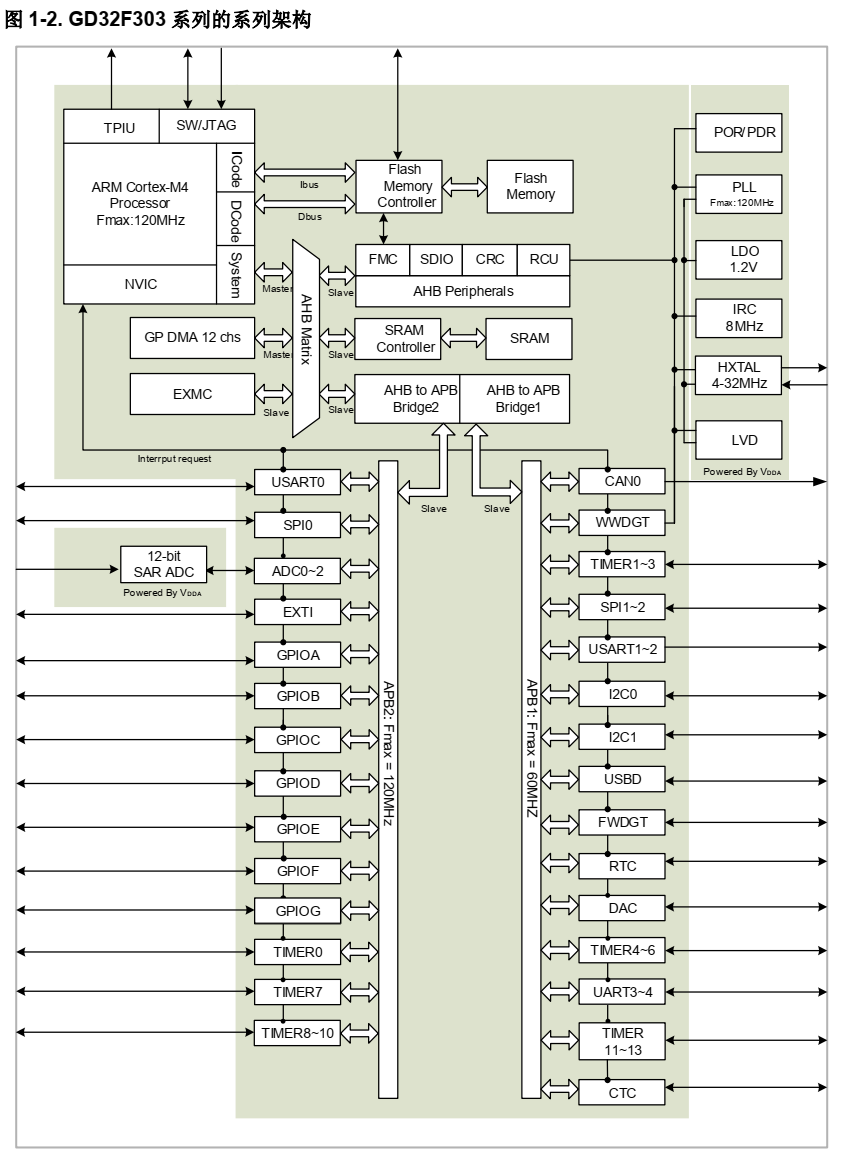 图 1-2. GD32F303 系列的系列架构
TPIU
SW/JTAG
ARM Cortex-M4
Processor
Fmax:120MHz
NVIC
ICode
DCode
System
Ibus
Dbus
Flash
Memory
Controller
Flash
Memory
FMC
SDIO
CRC
RCU
AHB Peripherals
Master
Slave
AHB Matrix
GP DMA 12 chs
Master
Slave
SRAM
Controller
SRAM
EXMC
Slave
Slave
AHB to APB
Bridge2
AHB to APB
Bridge1
POR/PDR
PLL
Fmax:120MHz
LDO
1.2V
IRC
8MHz
HXTAL
4-32MHz
LVD
Powered By VDDA
Interrput request
Slave
Slave
USART0
SPI0
12-bit
SAR ADC
Powered By VDDA
ADC0~2
EXTI
GPIOA
GPIOB
GPIOC
GPIOD
GPIOE
GPIOF
GPIOG
TIMER0
TIMER7
TIMER8~10
APB2: Fmax = 120MHz
APB1: Fmax = 60MHZ
CAN0
WWDGT
TIMER1~3
SPI1~2
USART1~2
I2C0
I2C1
USBD
FWDGT
RTC
DAC
TIMER4~6
UART3~4
TIMER
11~13
CTC